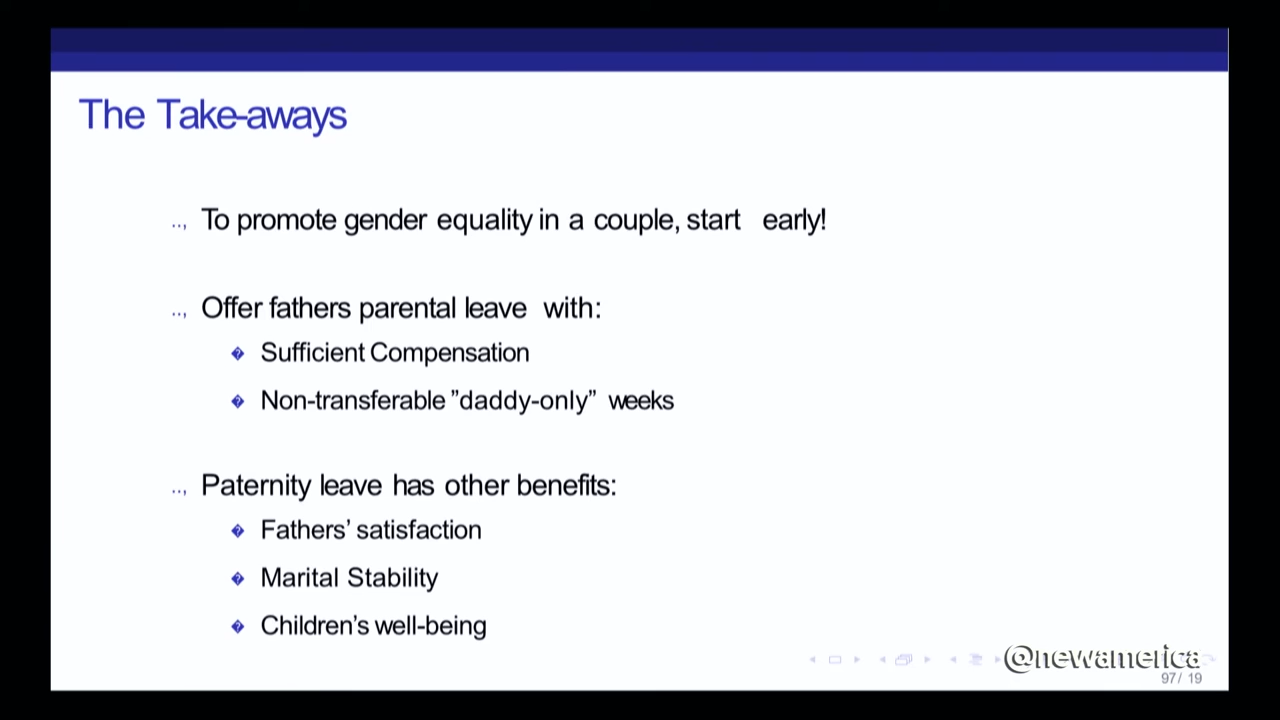 The Take-aways
.., To promote gender equality in a couple, start early!
.., Offer fathers parental leave with:
� Sufficient Compensation
� Non-transferable ”daddy-only” weeks
.., Paternity leave has other benefits:
� Fathers’ satisfaction
� Marital Stability
� Children’s well-being
@newamerica
97/ 19